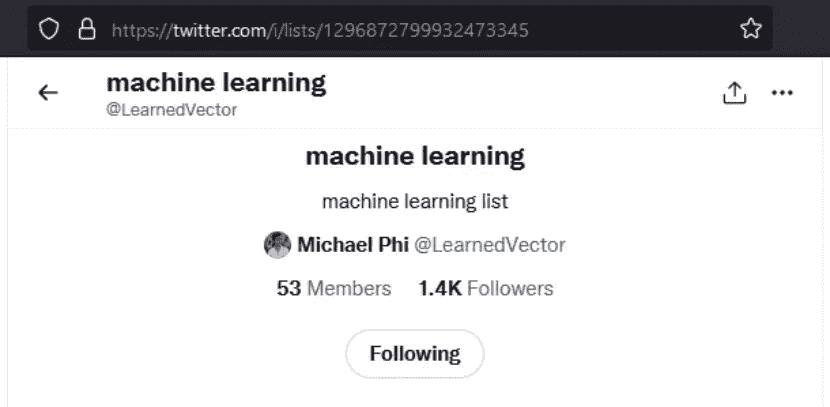 https://twitter.com/i/lists/1296872799932473345
machine learning
@LearnedVector
machine learning
machine learning list
Michael Phi @LearnedVector
53 Members 1.4K Followers
Following